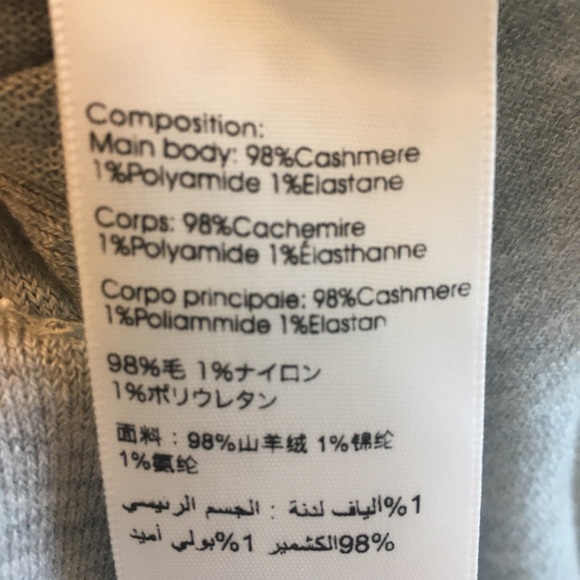 Composition:
Main body: 98%Cashmere
1%Polyamide 1%Elastane
Corps: 98%Cachemire
1%Polyamide 1%Élasthanne
Corpo principale: 98%Cashmere
1%Poliammide 1%Elastan
98%毛 1%ナイロン
1%ポリウレタン
面料：98%山羊绒 1%锦纶
1%氨纶
1%ألياف لدنة : الجسم الرئيسي
98%الكشمير 1%بولي أميد